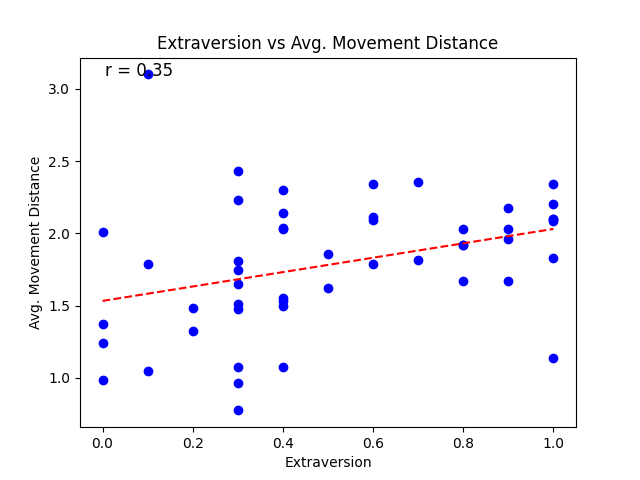 Extraversion vs Avg. Movement Distance
r = 0.35
3.0
2.5
2.0
1.5
1.0
Avg. Movement Distance
0.0 0.2 0.4 0.6 0.8 1.0
Extraversion